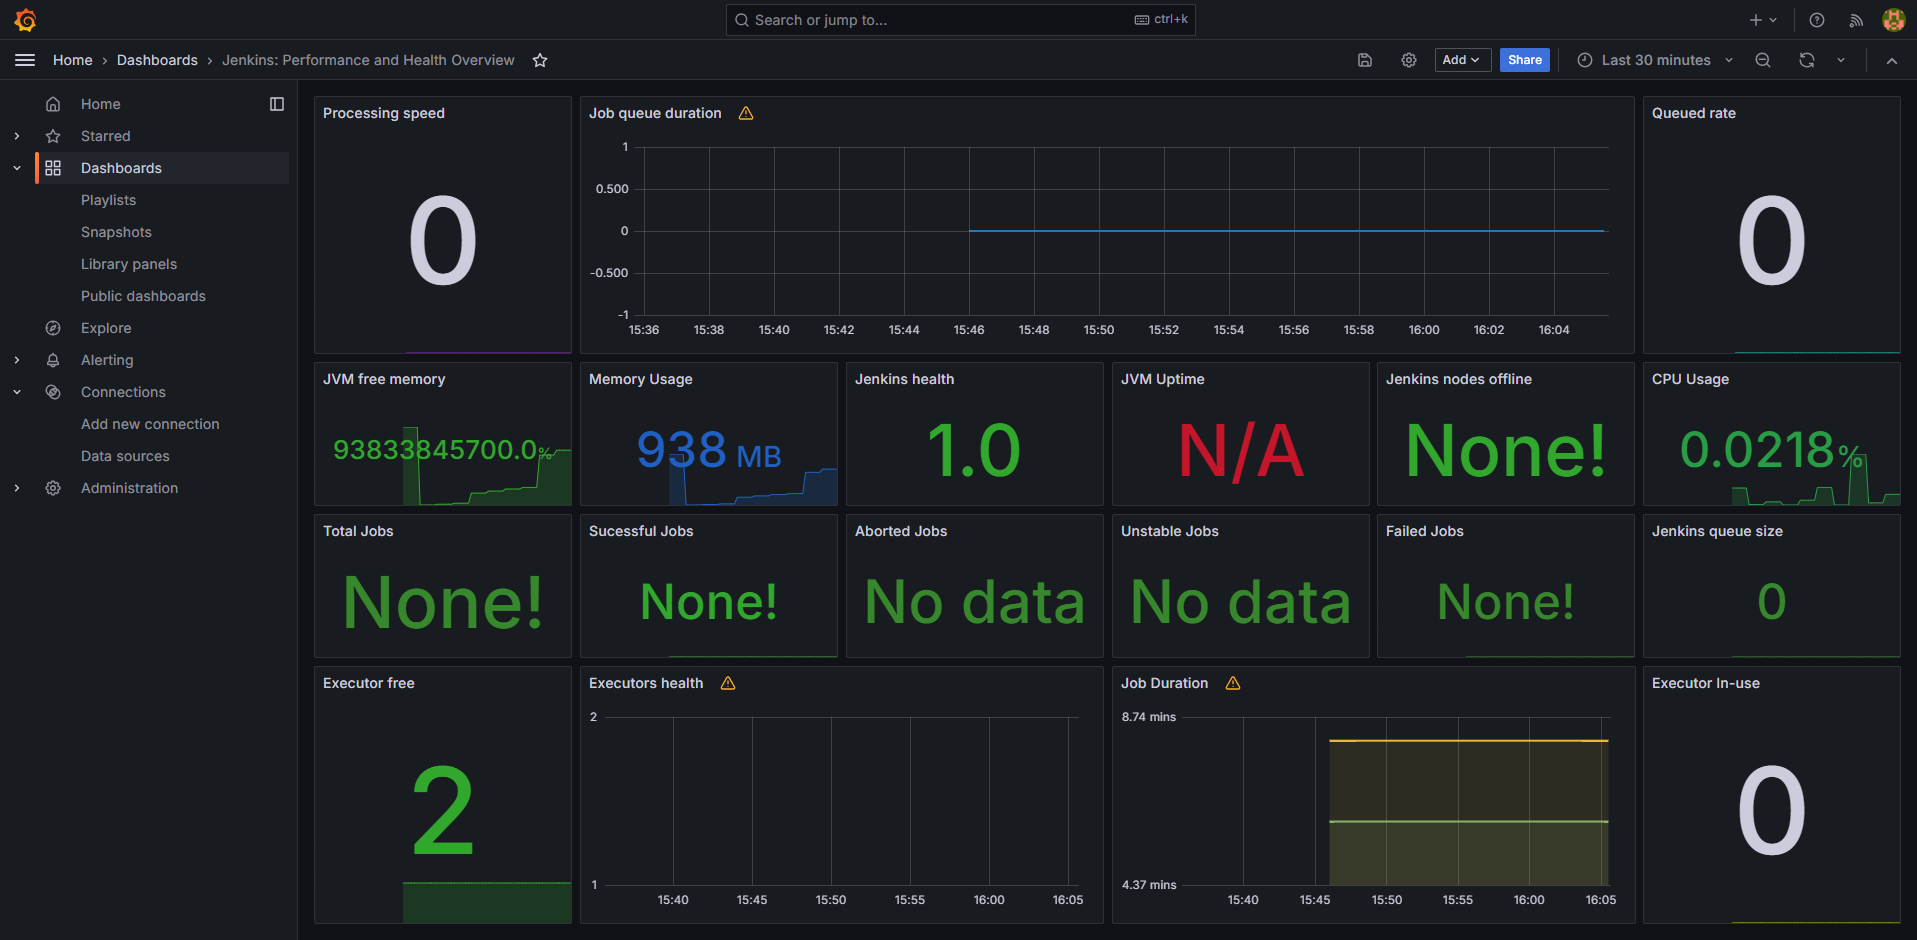 Search or jump to...
ctrl+k
Home › Dashboards › Jenkins: Performance and Health Overview
Add
Share
Last 30 minutes
Home
Starred
Dashboards
Playlists
Snapshots
Library panels
Public dashboards
Explore
Alerting
Connections
Add new connection
Data sources
Administration
Processing speed
0
Job queue duration
1
0.500
0
-0.500
-1
15:36 15:38 15:40 15:42 15:44 15:46 15:48 15:50 15:52 15:54 15:56 15:58 16:00 16:02 16:04
Queued rate
0
JVM free memory
93833845700.0%
Memory Usage
938 MB
Jenkins health
1.0
JVM Uptime
N/A
Jenkins nodes offline
None!
CPU Usage
0.0218%
Total Jobs
None!
Sucessful Jobs
None!
Aborted Jobs
No data
Unstable Jobs
No data
Failed Jobs
None!
Jenkins queue size
0
Executor free
2
Executors health
2
1
15:40 15:45 15:50 15:55 16:00 16:05
Job Duration
8.74 mins
4.37 mins
15:40 15:45 15:50 15:55 16:00 16:05
Executor In-use
0